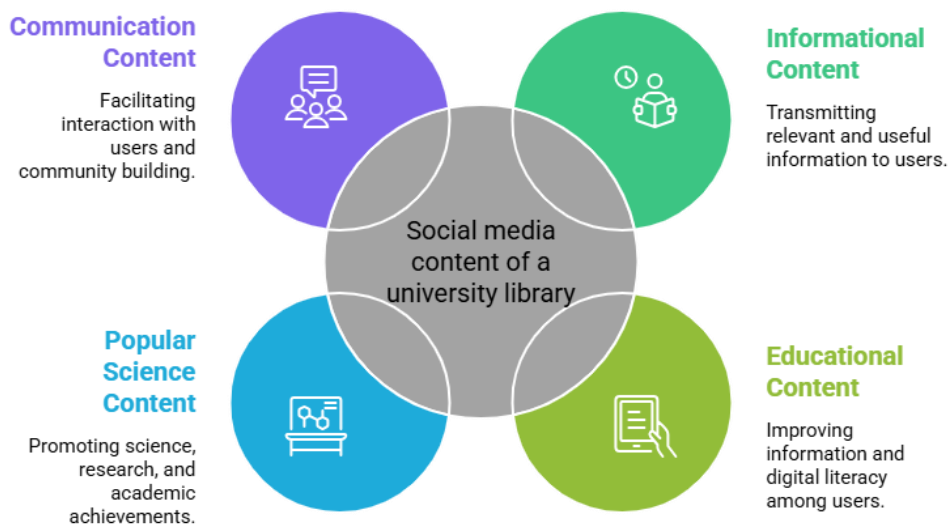 Communication
Content
Facilitating
interaction with
users and
community building.
Informational
Content
Transmitting
relevant and useful
information to users.
Social media
content of a
university library
Popular
Science
Content
Promoting science,
research, and
academic
achievements.
Educational
Content
Improving
information and
digital literacy
among users.